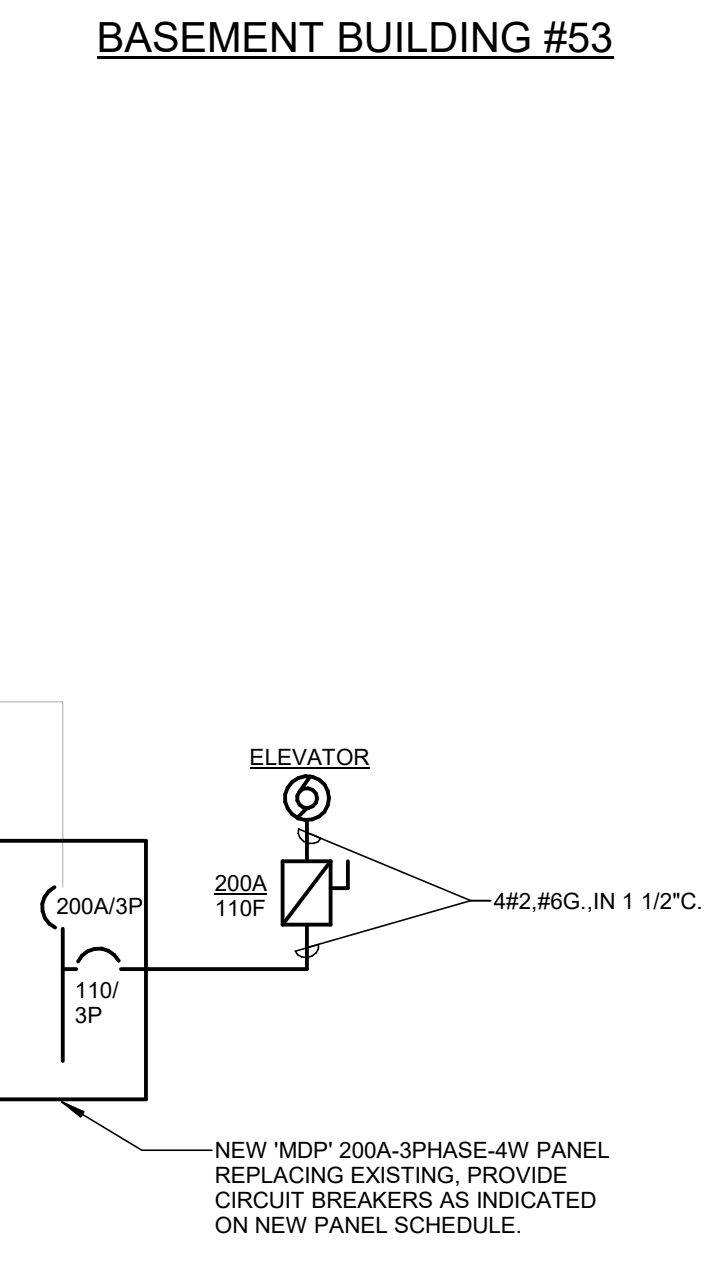 BASEMENT BUILDING #53
ELEVATOR
200A
110F
4#2,#6G.,IN 1 1/2"C.
200A/3P
110/
3P
NEW 'MDP' 200A-3PHASE-4W PANEL
REPLACING EXISTING, PROVIDE
CIRCUIT BREAKERS AS INDICATED
ON NEW PANEL SCHEDULE.